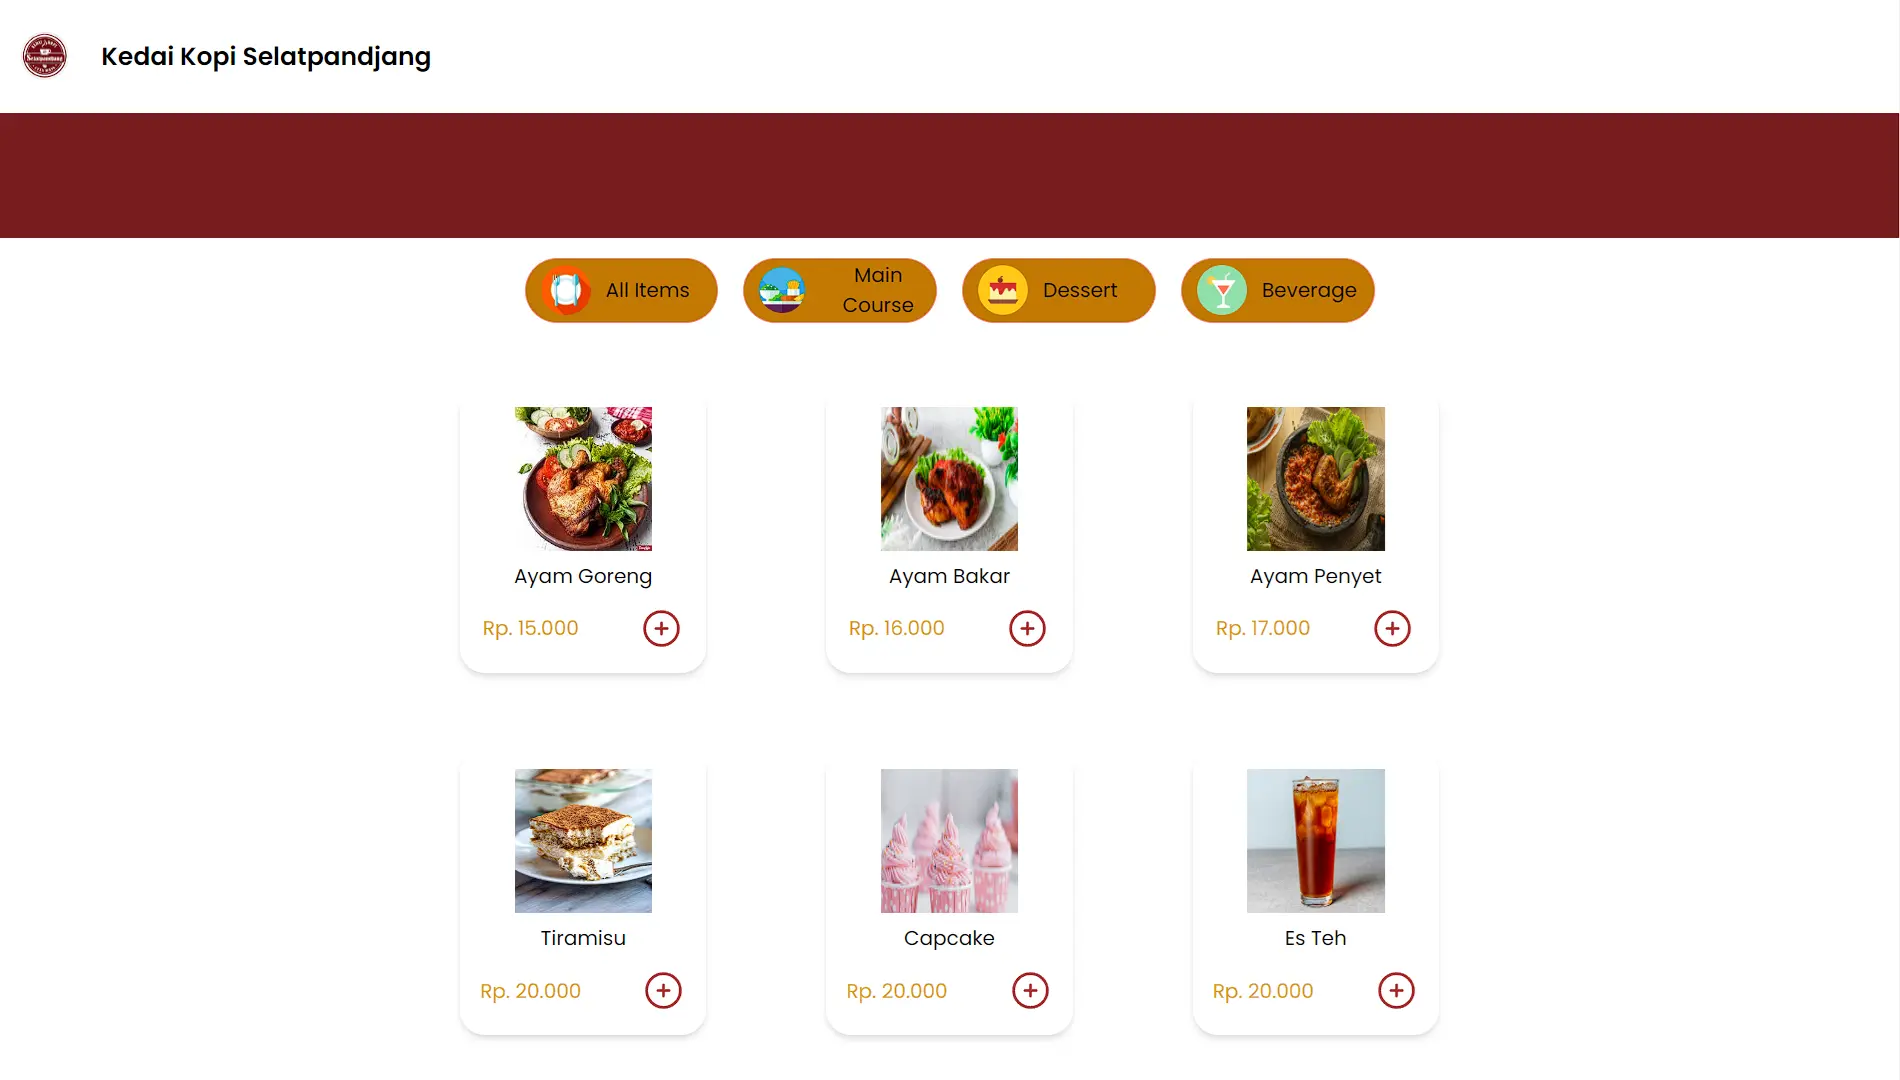 Selatpandjang
Kedai Kopi Selatpandjang
All Items
Main
Course
Dessert
Beverage
Ayam Goreng
Ayam Bakar
Ayam Penyet
Rp. 15.000
Rp. 16.000
Rp. 17.000
Tiramisu
Capcake
Es Teh
Rp. 20.000
Rp. 20.000
Rp. 20.000